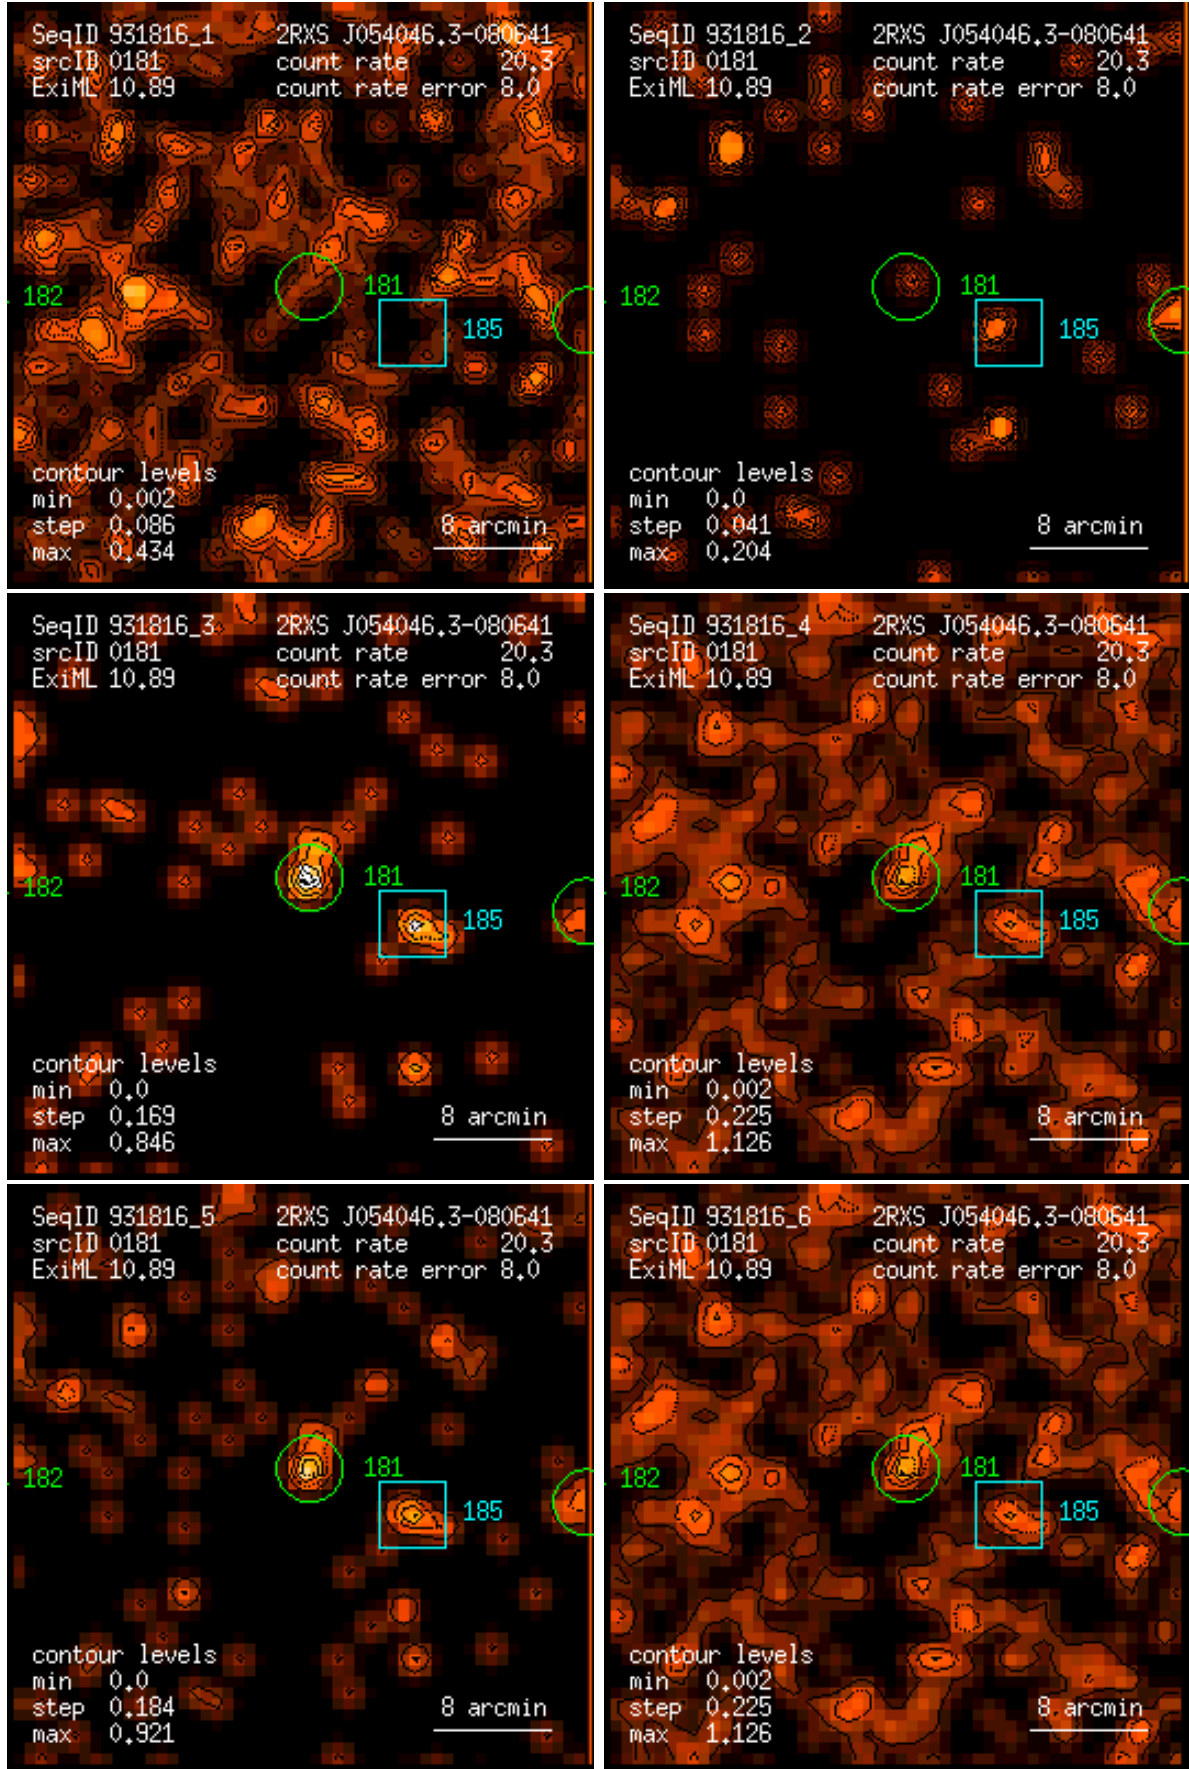 SeqID 931816_1 2RXS J054046.3-080641
srcID 0181 count rate 20.3
ExiML 10.89 count rate error 8.0
182 181
185
contour levels
min 0.002
step 0.086 8 arcmin
max 0.434
SeqID 931816_2 2RXS J054046.3-080641
srcID 0181 count rate 20.3
ExiML 10.89 count rate error 8.0
182 181
185
contour levels
min 0.0
step 0.041 8 arcmin
max 0.204
SeqID 931816_3 2RXS J054046.3-080641
srcID 0181 count rate 20.3
ExiML 10.89 count rate error 8.0
182 181
185
contour levels
min 0.0
step 0.169 8 arcmin
max 0.846
SeqID 931816_4 2RXS J054046.3-080641
srcID 0181 count rate 20.3
ExiML 10.89 count rate error 8.0
182 181
185
contour levels
min 0.002
step 0.225 8 arcmin
max 1.126
SeqID 931816_5 2RXS J054046.3-080641
srcID 0181 count rate 20.3
ExiML 10.89 count rate error 8.0
182 181
185
contour levels
min 0.0
step 0.184 8 arcmin
max 0.921
SeqID 931816_6 2RXS J054046.3-080641
srcID 0181 count rate 20.3
ExiML 10.89 count rate error 8.0
182 181
185
contour levels
min 0.002
step 0.225 8 arcmin
max 1.126